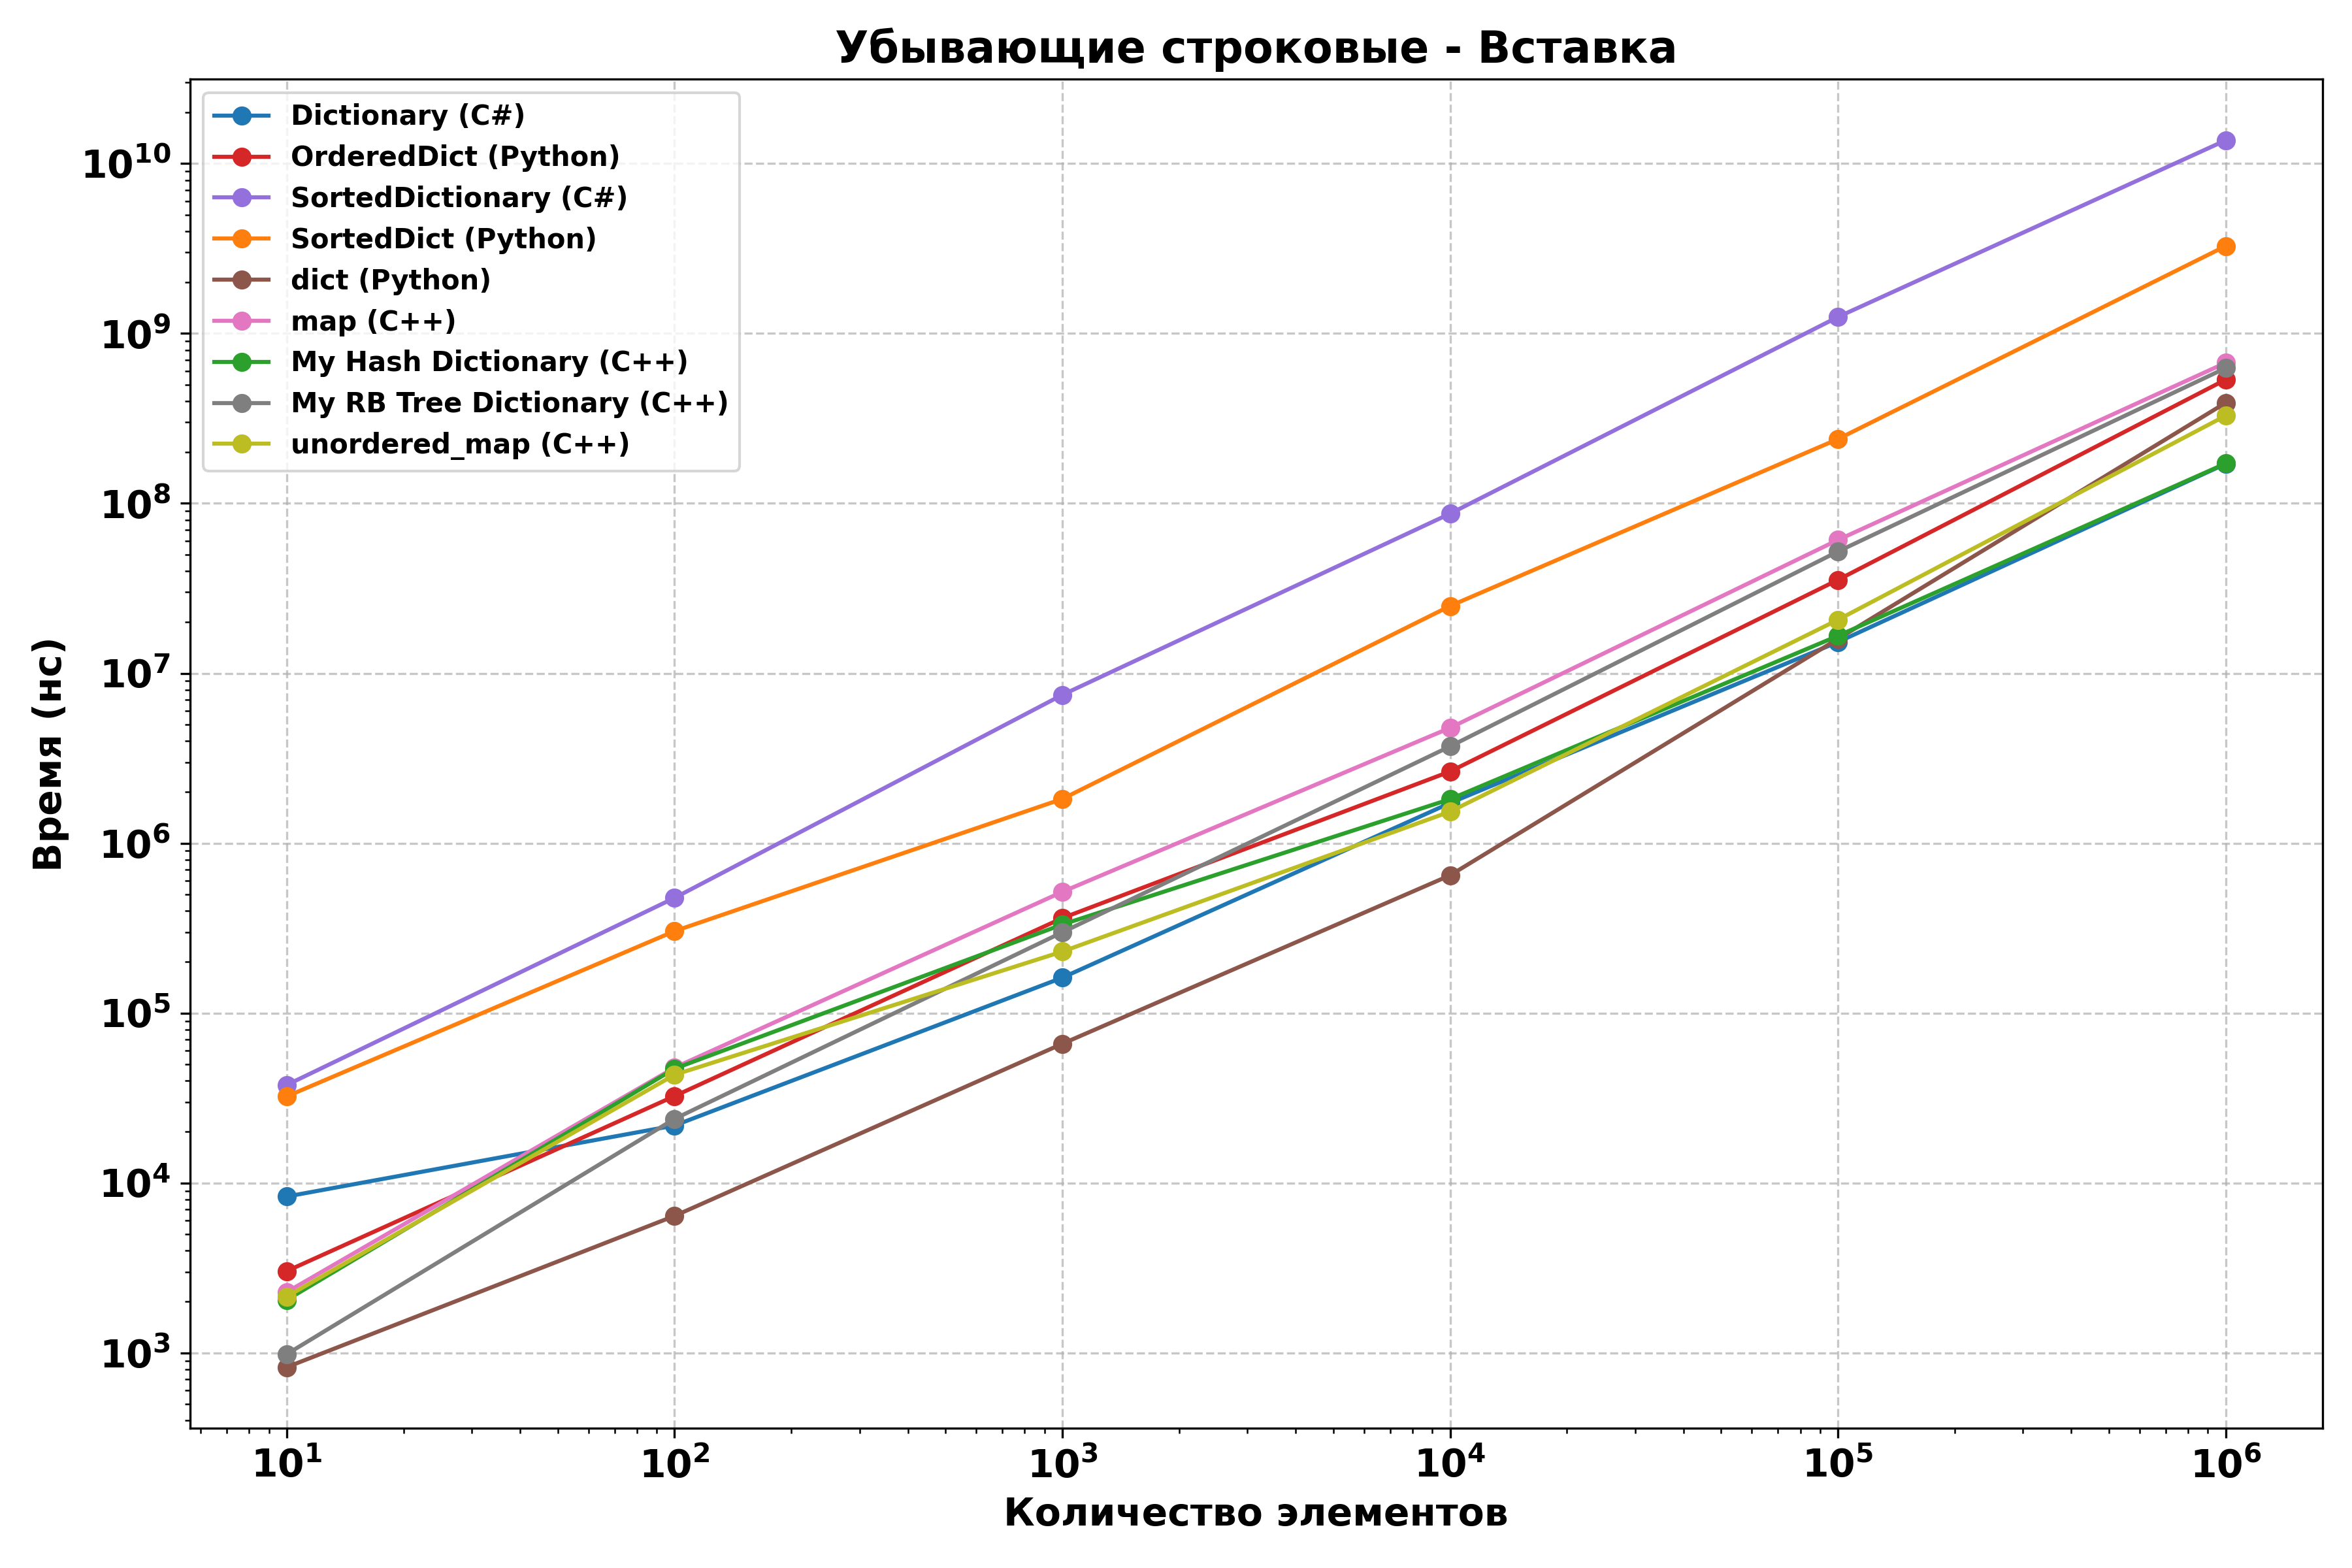 Убывающие строковые - Вставка
Dictionary (C#)
OrderedDict (Python)
SortedDictionary (C#)
SortedDict (Python)
dict (Python)
map (C++)
My Hash Dictionary (C++)
My RB Tree Dictionary (C++)
unordered_map (C++)
Время (нс)
10¹⁰
10⁹
10⁸
10⁷
10⁶
10⁵
10⁴
10³
10¹ 10² 10³ 10⁴ 10⁵ 10⁶
Количество элементов